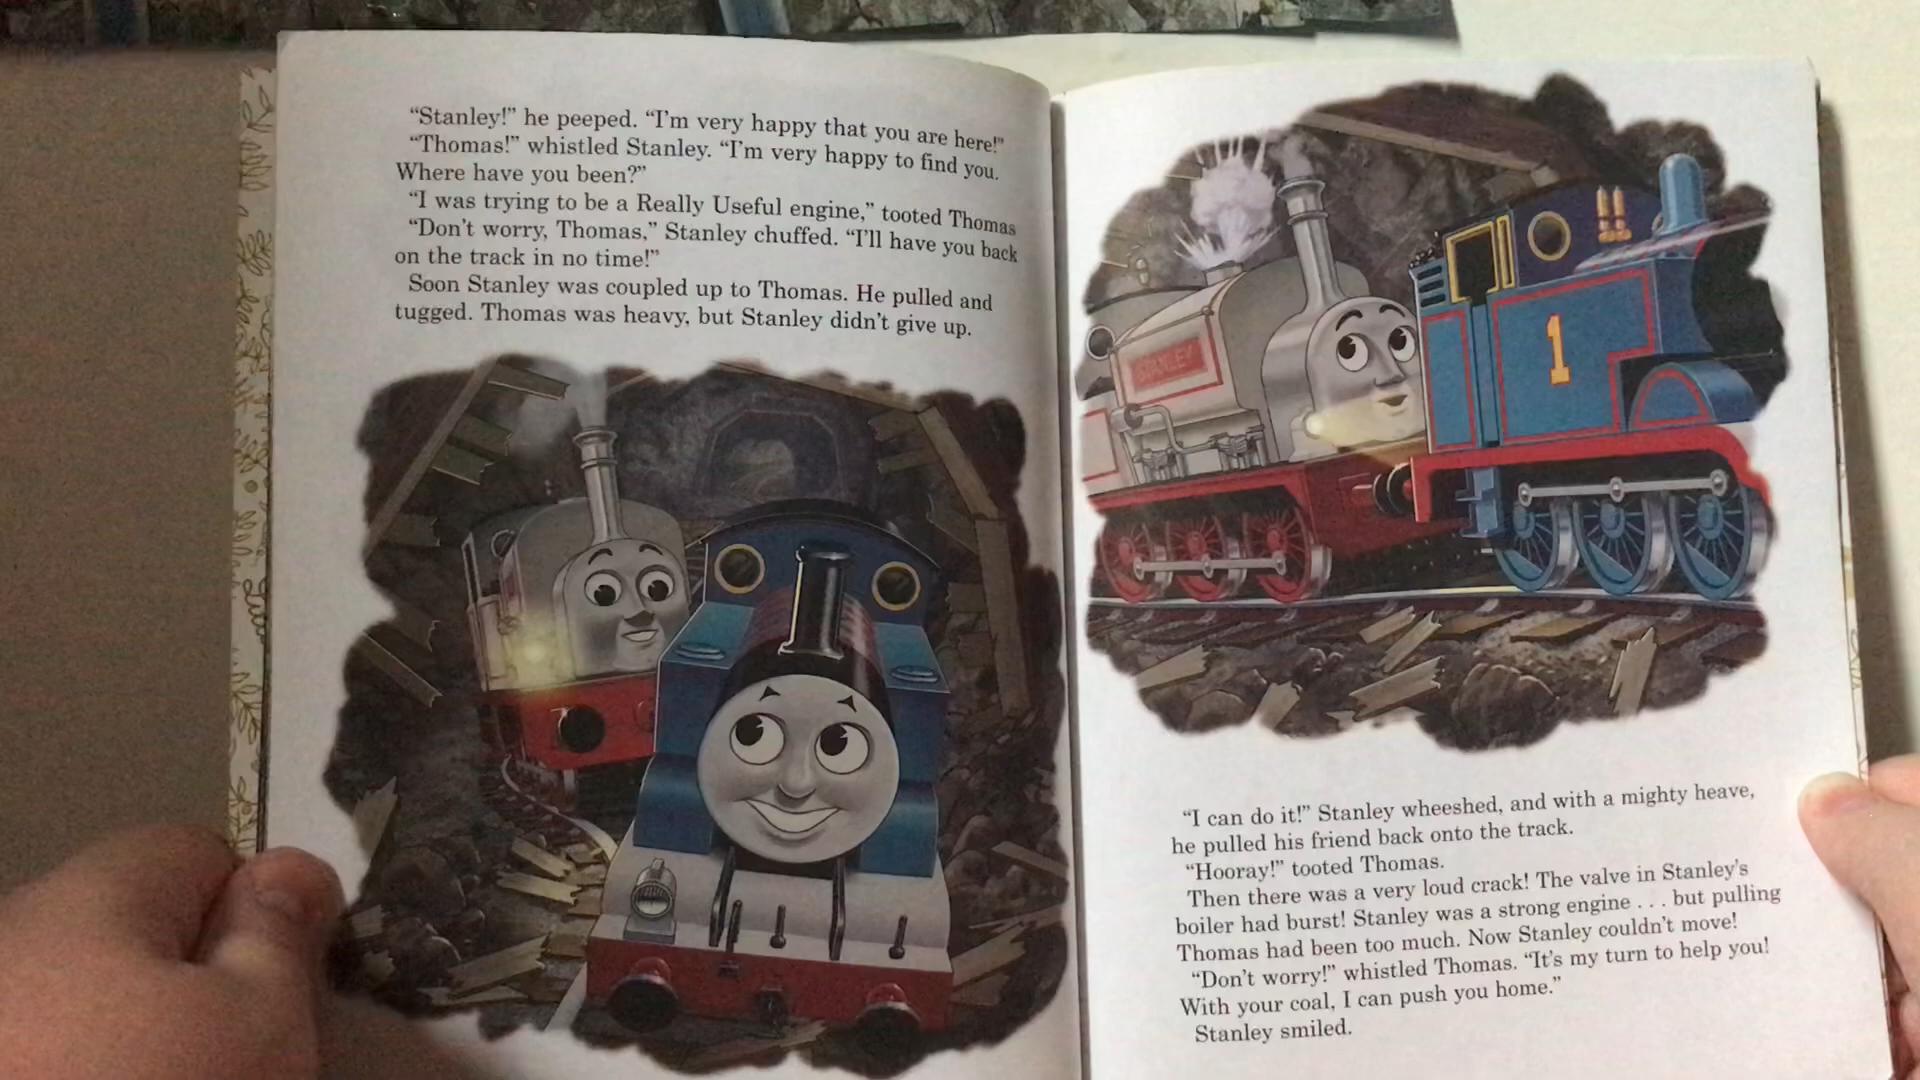 “Stanley!” he peeped. “I’m very happy that you are here!”
“Thomas!” whistled Stanley. “I’m very happy to find you.
Where have you been?”
“I was trying to be a Really Useful engine,” tooted Thomas
“Don’t worry, Thomas,” Stanley chuffed. “I’ll have you back
on the track in no time!”
Soon Stanley was coupled up to Thomas. He pulled and
tugged. Thomas was heavy, but Stanley didn’t give up.
STANLEY
1
“I can do it!” Stanley wheeshed, and with a mighty heave,
he pulled his friend back onto the track.
“Hooray!” tooted Thomas.
Then there was a very loud crack! The valve in Stanley’s
boiler had burst! Stanley was a strong engine . . . but pulling
Thomas had been too much. Now Stanley couldn’t move!
“Don’t worry!” whistled Thomas. “It’s my turn to help you!
With your coal, I can push you home.”
Stanley smiled.